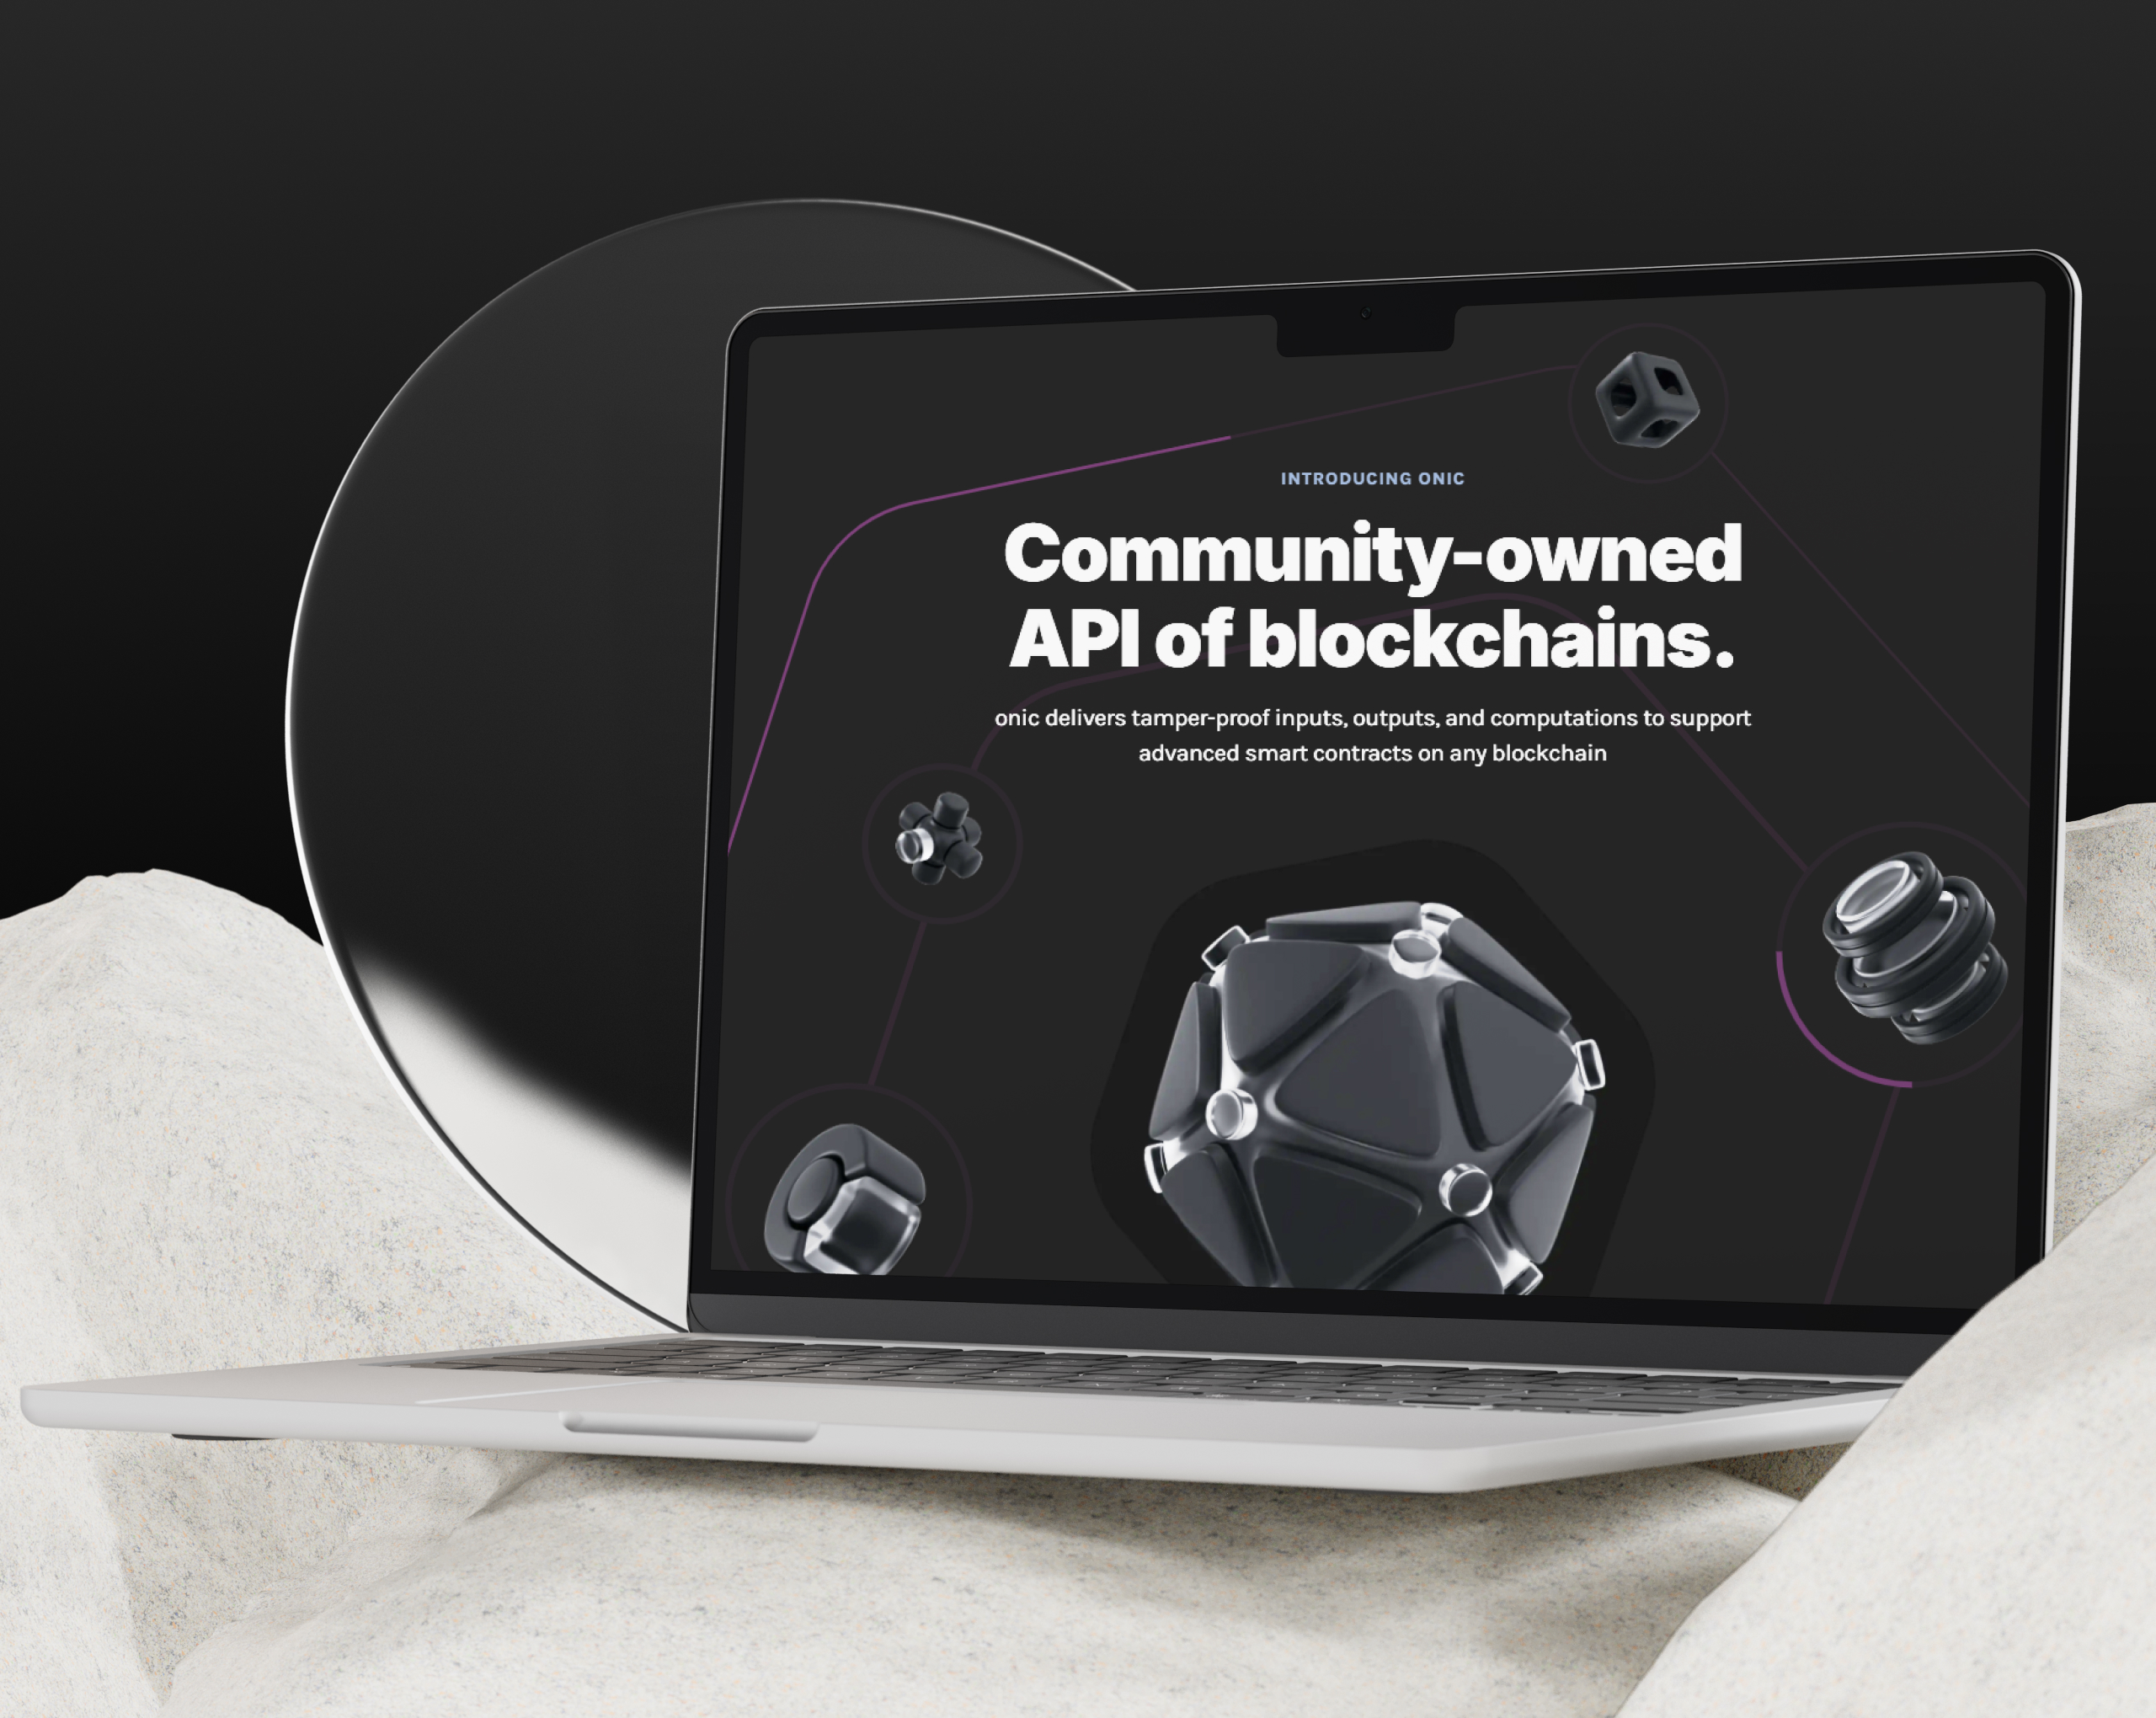 INTRODUCING ONIC
Community-owned
API of blockchains.
onic delivers tamper-proof inputs, outputs, and computations to support
advanced smart contracts on any blockchain